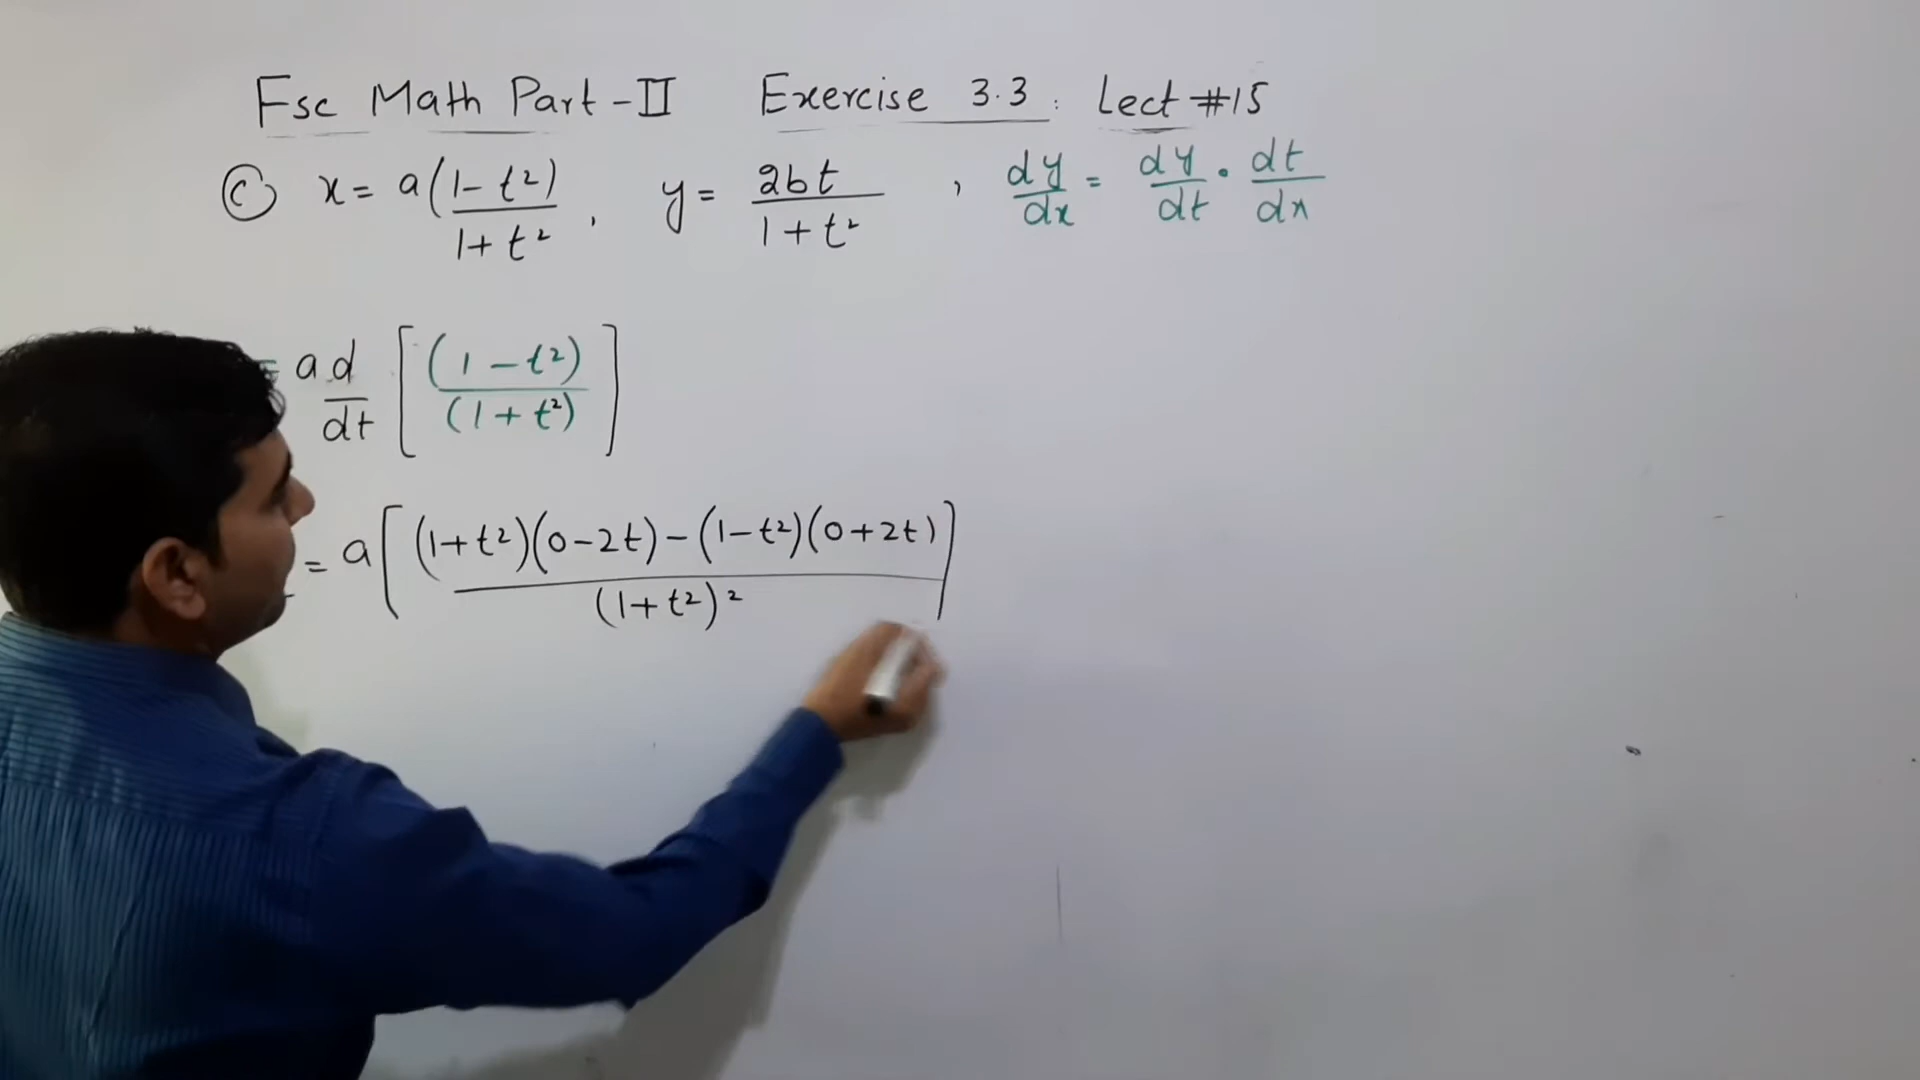 Fsc Math Part-II Exercise 3.3 : Lect #15
(c) x = a(1-t²)/(1+t²), y = 2bt/(1+t²), dy/dx = dy/dt · dt/dx
= a d/dt [(1-t²)/(1+t²)]
= a[((1+t²)(0-2t)-(1-t²)(0+2t))/(1+t²)²]